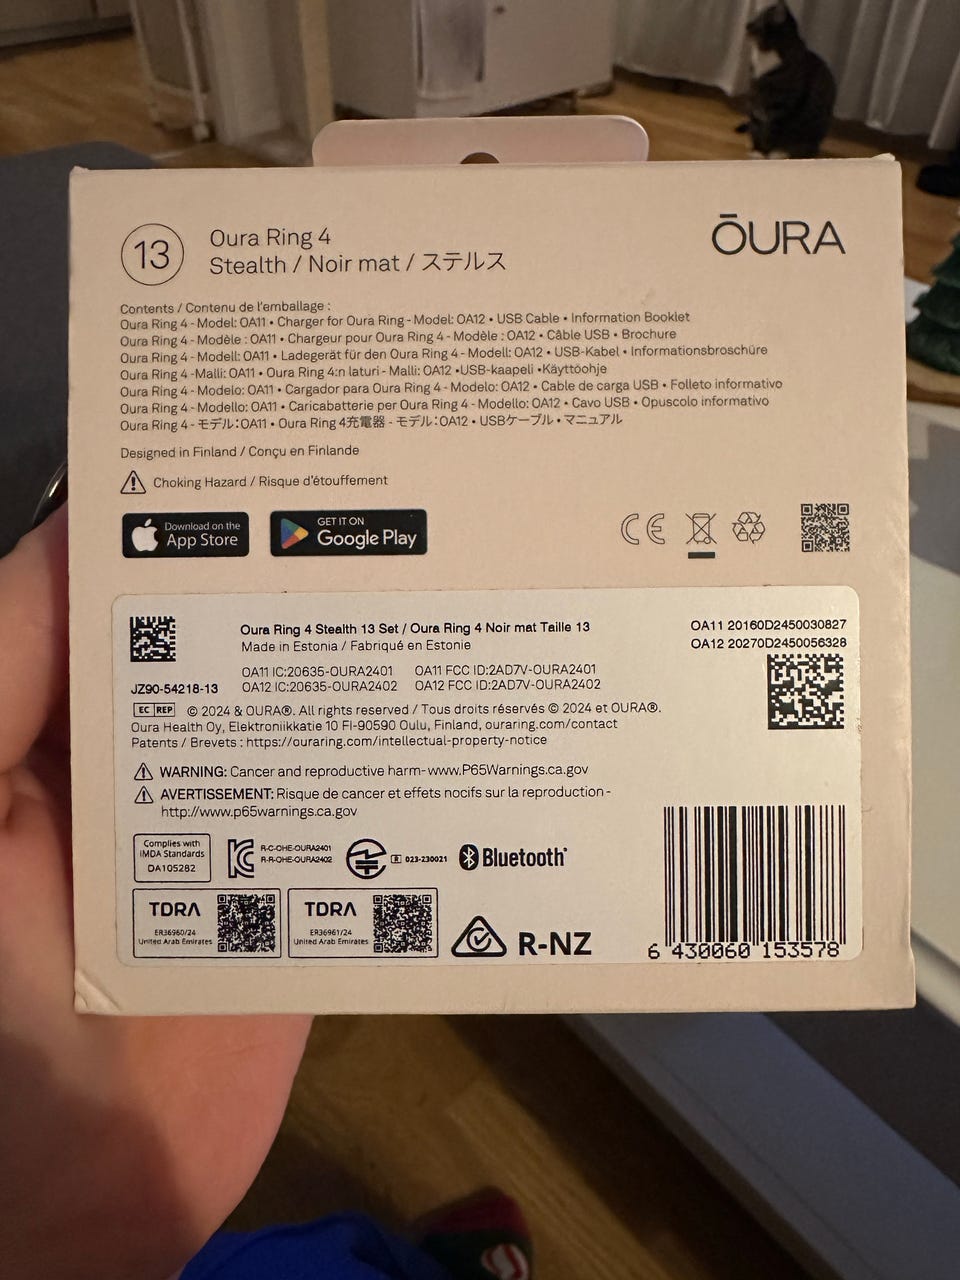 13
Oura Ring 4
Stealth / Noir mat / ステルス
ŌURA
Contents / Contenu de l'emballage :
Oura Ring 4 - Model: OA11 • Charger for Oura Ring - Model: OA12 • USB Cable • Information Booklet
Oura Ring 4 - Modèle : OA11 • Chargeur pour Oura Ring 4 - Modèle : OA12 • Câble USB • Brochure
Oura Ring 4 - Modell: OA11 • Ladegerät für den Oura Ring 4 - Modell: OA12 • USB-Kabel • Informationsbroschüre
Oura Ring 4 -Malli: OA11 • Oura Ring 4:n laturi - Malli: OA12 •USB-kaapeli •Käyttöohje
Oura Ring 4 - Modelo: OA11 • Cargador para Oura Ring 4 - Modelo: OA12 • Cable de carga USB • Folleto informativo
Oura Ring 4 - Modello: OA11 • Caricabatterie per Oura Ring 4 - Modello: OA12 • Cavo USB • Opuscolo informativo
Oura Ring 4 - モデル：OA11 • Oura Ring 4充電器 - モデル：OA12 • USBケーブル • マニュアル
Designed in Finland / Conçu en Finlande
Choking Hazard / Risque d'étouffement
Download on the
App Store
GET IT ON
Google Play
CE
Oura Ring 4 Stealth 13 Set / Oura Ring 4 Noir mat Taille 13
Made in Estonia / Fabriqué en Estonie
OA11 20160D2450030827
OA12 20270D2450056328
OA11 IC:20635-OURA2401 OA11 FCC ID:2AD7V-OURA2401
OA12 IC:20635-OURA2402 OA12 FCC ID:2AD7V-OURA2402
JZ90-54218-13
EC REP © 2024 & OURA®. All rights reserved / Tous droits réservés © 2024 et OURA®.
Oura Health Oy, Elektroniikkatie 10 FI-90590 Oulu, Finland, ouraring.com/contact
Patents / Brevets : https://ouraring.com/intellectual-property-notice
WARNING: Cancer and reproductive harm-www.P65Warnings.ca.gov
AVERTISSEMENT: Risque de cancer et effets nocifs sur la reproduction -
http://www.p65warnings.ca.gov
Complies with
IMDA Standards
DA105282
R-C-OHE-OURA2401
R-R-OHE-OURA2402
R 023-230021
Bluetooth®
TDRA
ER36960/24
United Arab Emirates
TDRA
ER36961/24
United Arab Emirates
R-NZ
6 430060 153578